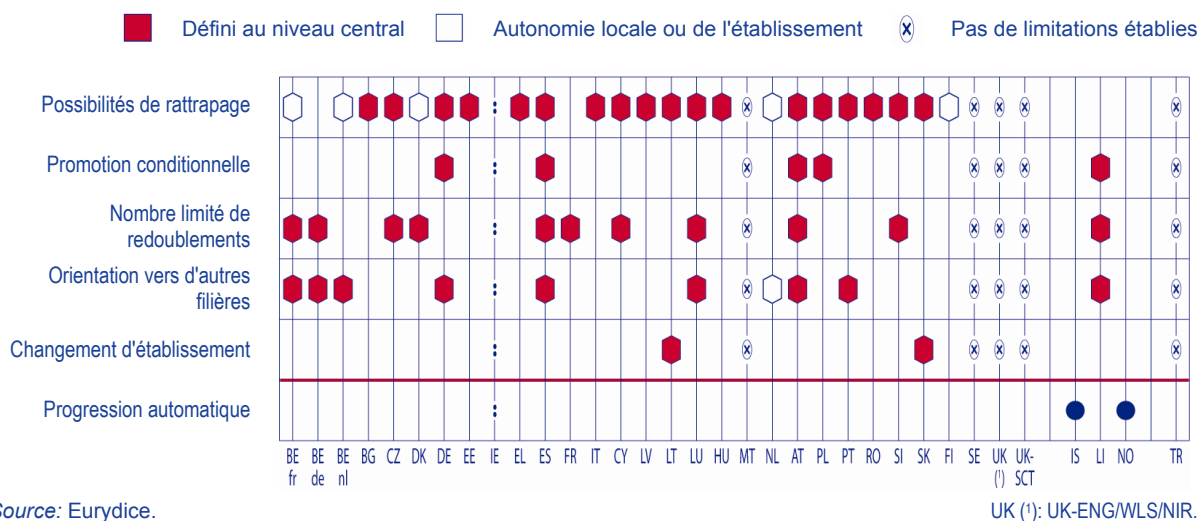 Défini au niveau central Autonomie locale ou de l'établissement Pas de limitations établies
Possibilités de rattrapage
Promotion conditionnelle
Nombre limité de
redoublements
Orientation vers d'autres
filières
Changement d'établissement
Progression automatique
BE BE BE BG CZ DK DE EE IE EL ES FR IT CY LV LT LU HU MT NL AT PL PT RO SI SK FI SE UK UK- IS LI NO TR
fr de nl (1) SCT
Source: Eurydice. UK (1): UK-ENG/WLS/NIR.